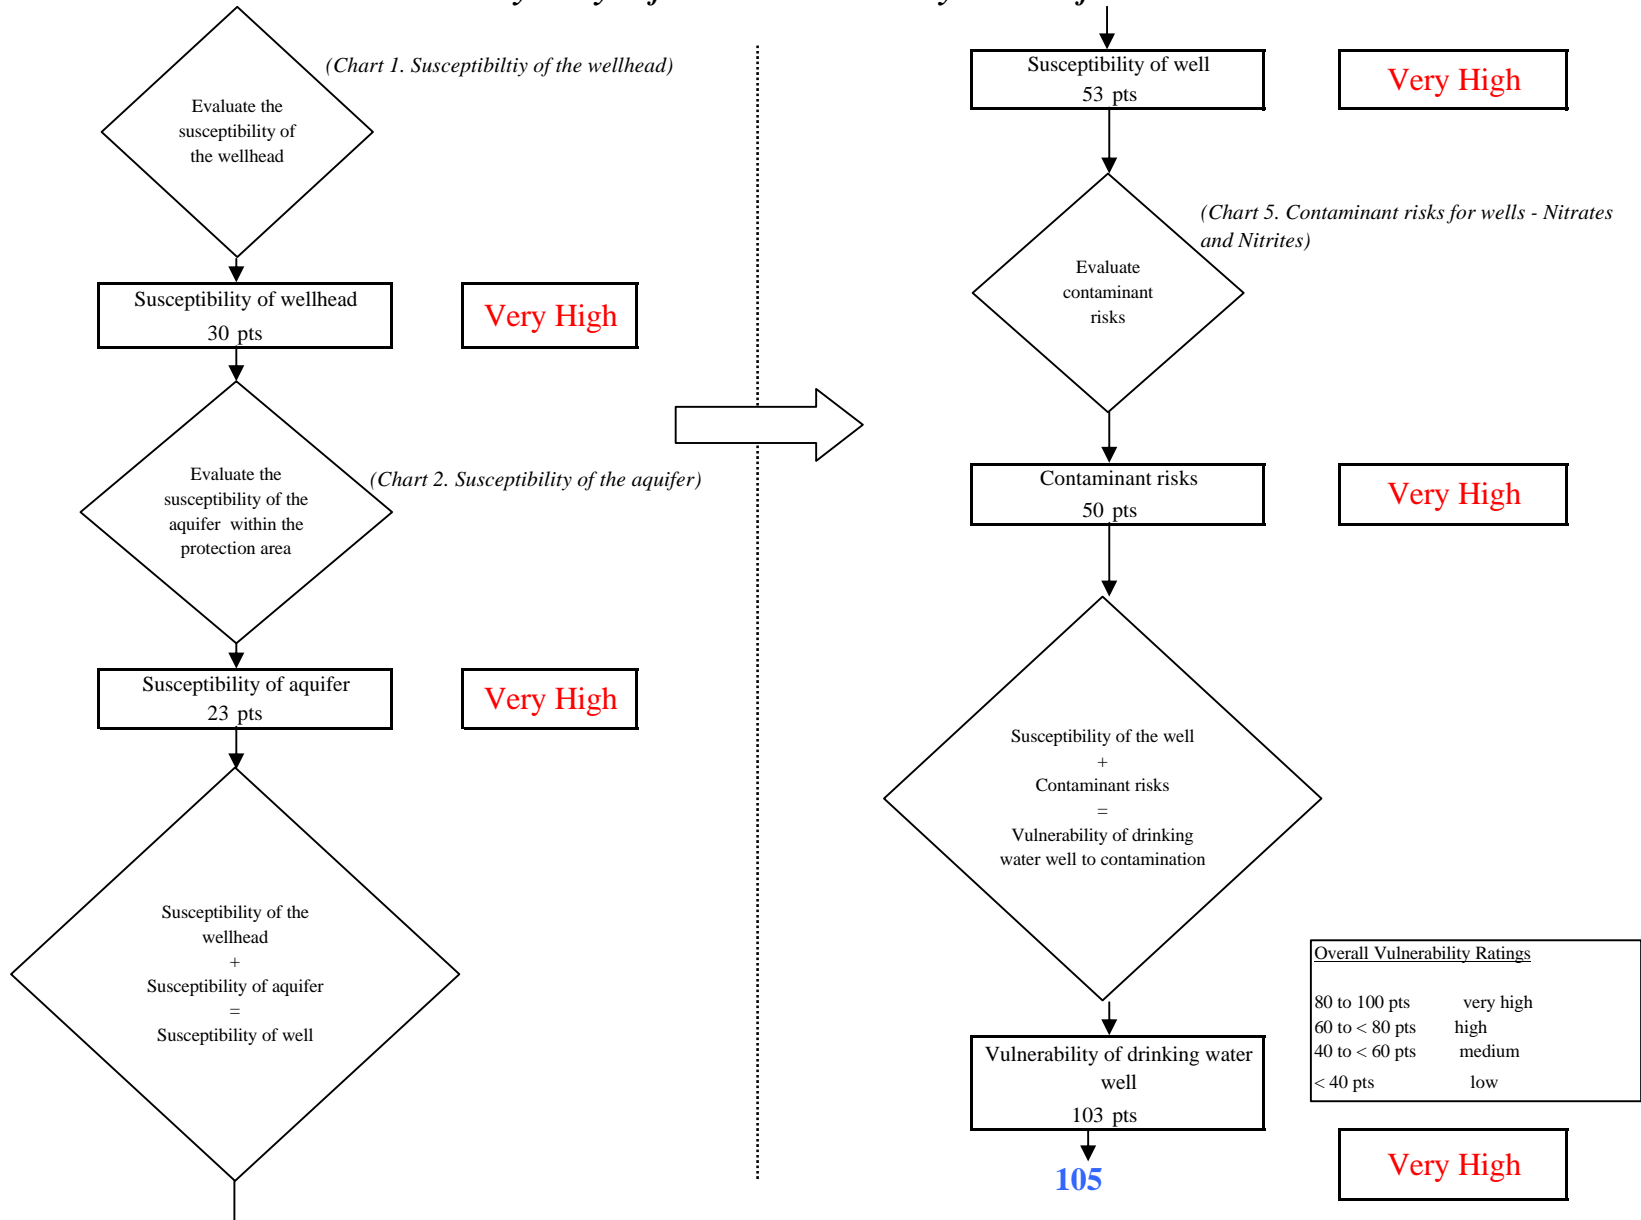 (Chart 1. Susceptibiltiy of the wellhead)
Evaluate the
susceptibility of
the wellhead
Susceptibility of wellhead
30 pts
Very High
Evaluate the
susceptibility of the
aquifer within the
protection area
(Chart 2. Susceptibility of the aquifer)
Susceptibility of aquifer
23 pts
Very High
Susceptibility of the
wellhead
+
Susceptibility of aquifer
=
Susceptibility of well
Susceptibility of well
53 pts
Very High
(Chart 5. Contaminant risks for wells - Nitrates
and Nitrites)
Evaluate
contaminant
risks
Contaminant risks
50 pts
Very High
Susceptibility of the well
+
Contaminant risks
=
Vulnerability of drinking
water well to contamination
Overall Vulnerability Ratings
80 to 100 pts very high
60 to < 80 pts high
40 to < 60 pts medium
< 40 pts low
Vulnerability of drinking water
well
103 pts
105
Very High